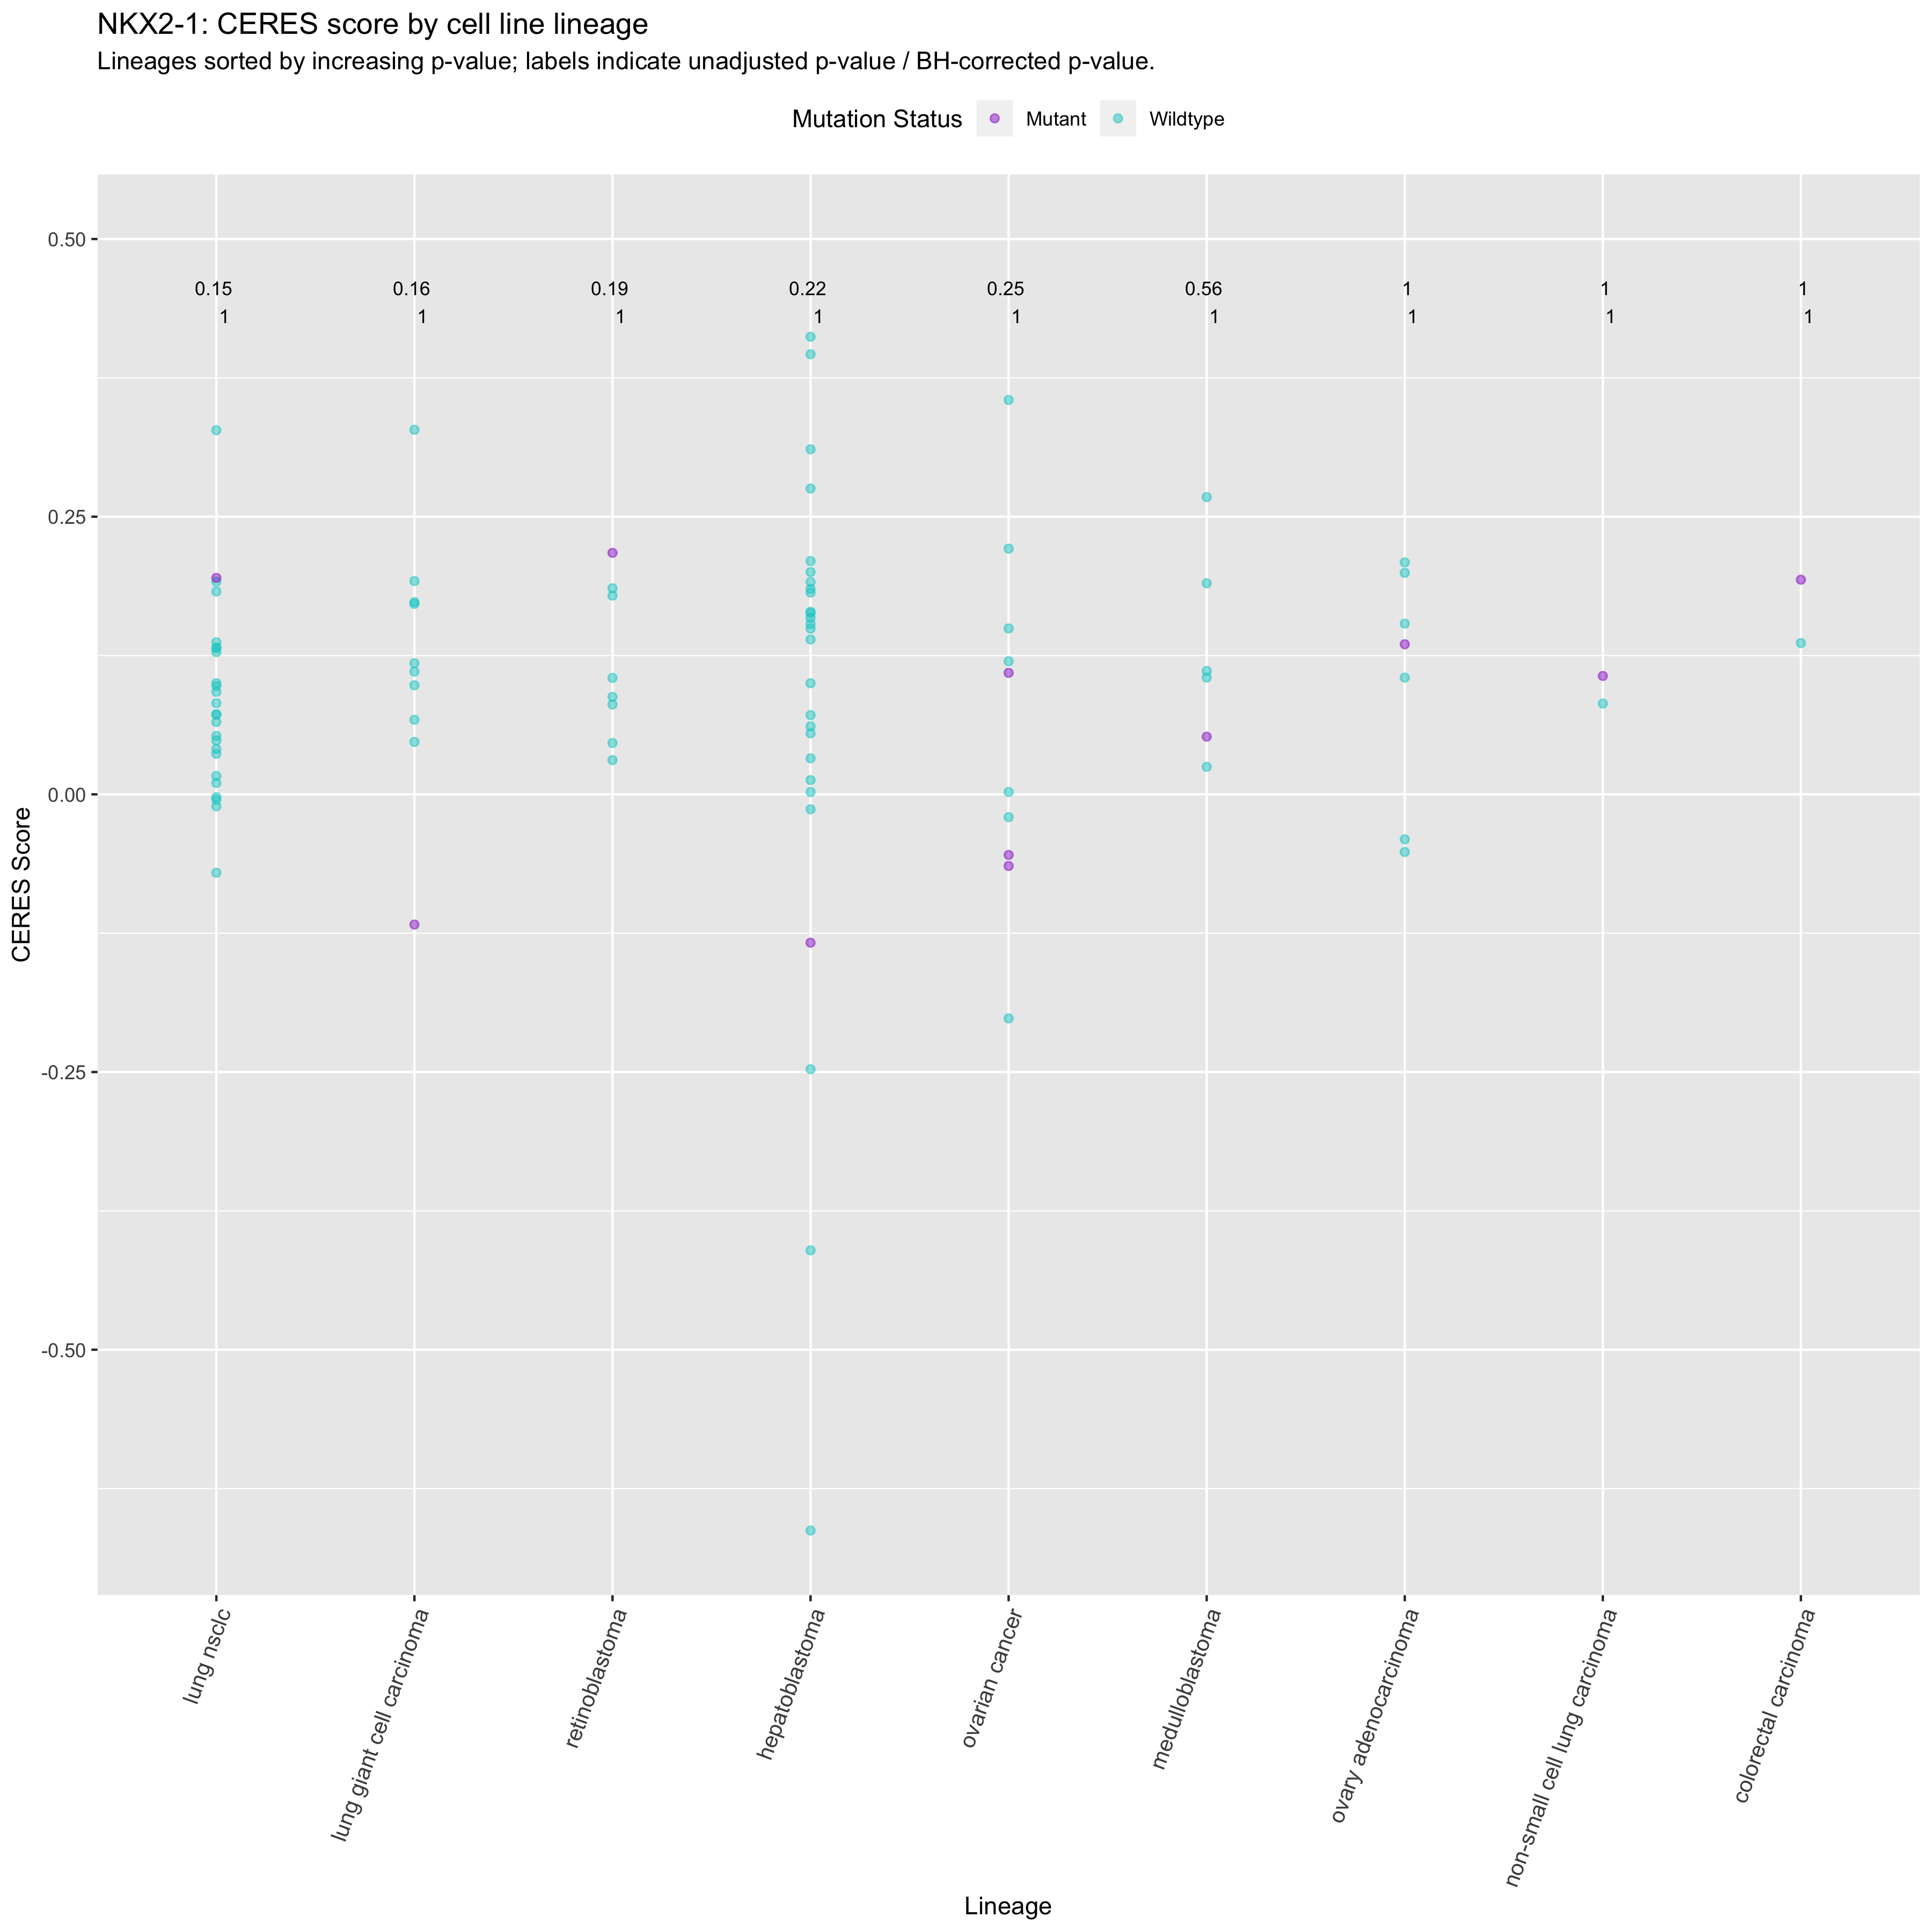 NKX2-1: CERES score by cell line lineage
Lineages sorted by increasing p-value; labels indicate unadjusted p-value / BH-corrected p-value.
Mutation Status Mutant Wildtype
0.50
0.15 0.16 0.19 0.22 0.25 0.56 1 1 1
1 1 1 1 1 1 1 1 1
0.25
0.00
CERES Score
-0.25
-0.50
lung nsclc
lung giant cell carcinoma
retinoblastoma
hepatoblastoma
ovarian cancer
medulloblastoma
ovary adenocarcinoma
non-small cell lung carcinoma
colorectal carcinoma
Lineage